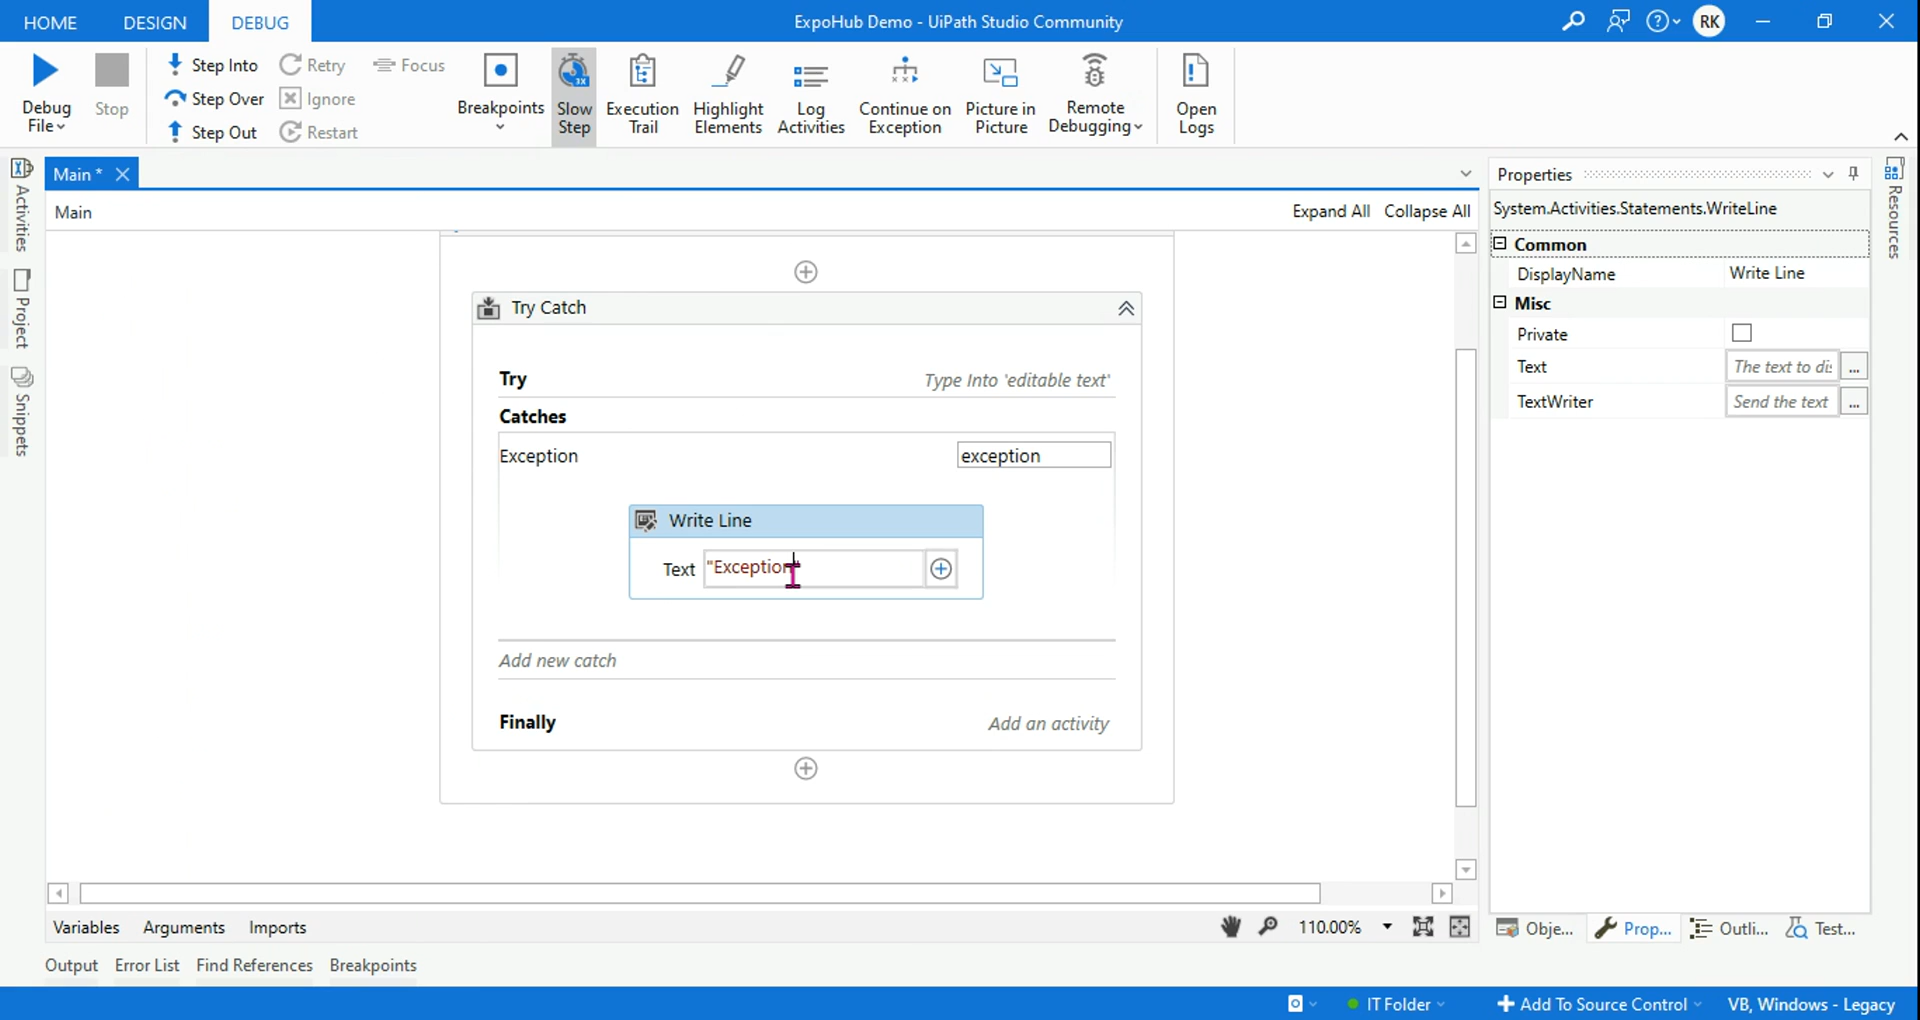 HOME DESIGN DEBUG ExpoHub Demo - UiPath Studio Community RK
Debug File
Stop
Step Into
Step Over
Step Out
Retry
Ignore
Restart
Focus
Breakpoints
Slow Step
3X
Execution Trail
Highlight Elements
Log Activities
Continue on Exception
Picture in Picture
Remote Debugging
Open Logs
Activities
Project
Snippets
Main *
Main
Expand All Collapse All
Try Catch
Try
Type Into 'editable text'
Catches
Exception
exception
Write Line
Text "Exception"
Add new catch
Finally
Add an activity
Variables Arguments Imports
110.00%
Output Error List Find References Breakpoints
Properties
System.Activities.Statements.WriteLine
Common
DisplayName Write Line
Misc
Private
Text The text to dis ...
TextWriter Send the text ...
Obje... Prop... Outli... Test...
Resources
IT Folder Add To Source Control VB, Windows - Legacy